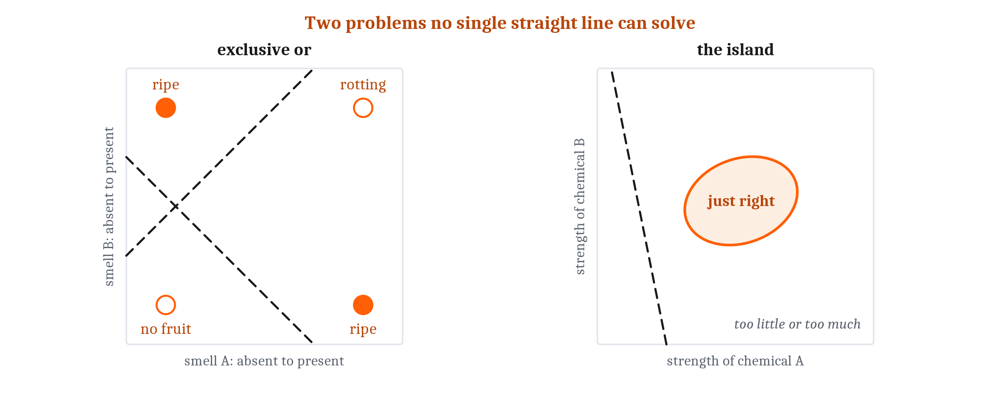 Two problems no single straight line can solve
exclusive or
ripe
rotting
smell B: absent to present
no fruit
ripe
smell A: absent to present
the island
strength of chemical B
just right
too little or too much
strength of chemical A